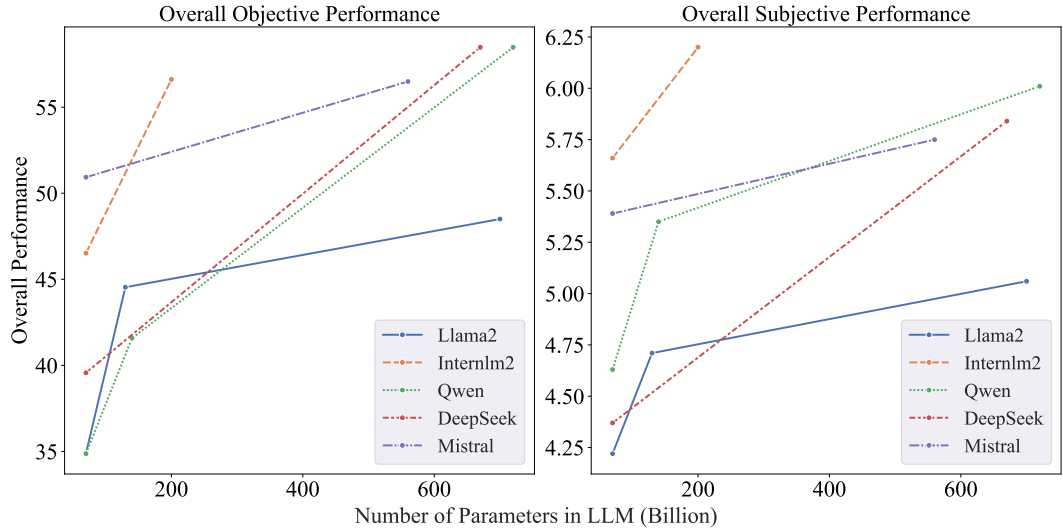 Overall Objective Performance
Overall Performance
55
50
45
40
35
200
400
600
Llama2
Internlm2
Qwen
DeepSeek
Mistral
Overall Subjective Performance
6.25
6.00
5.75
5.50
5.25
5.00
4.75
4.50
4.25
200
400
600
Llama2
Internlm2
Qwen
DeepSeek
Mistral
Number of Parameters in LLM (Billion)